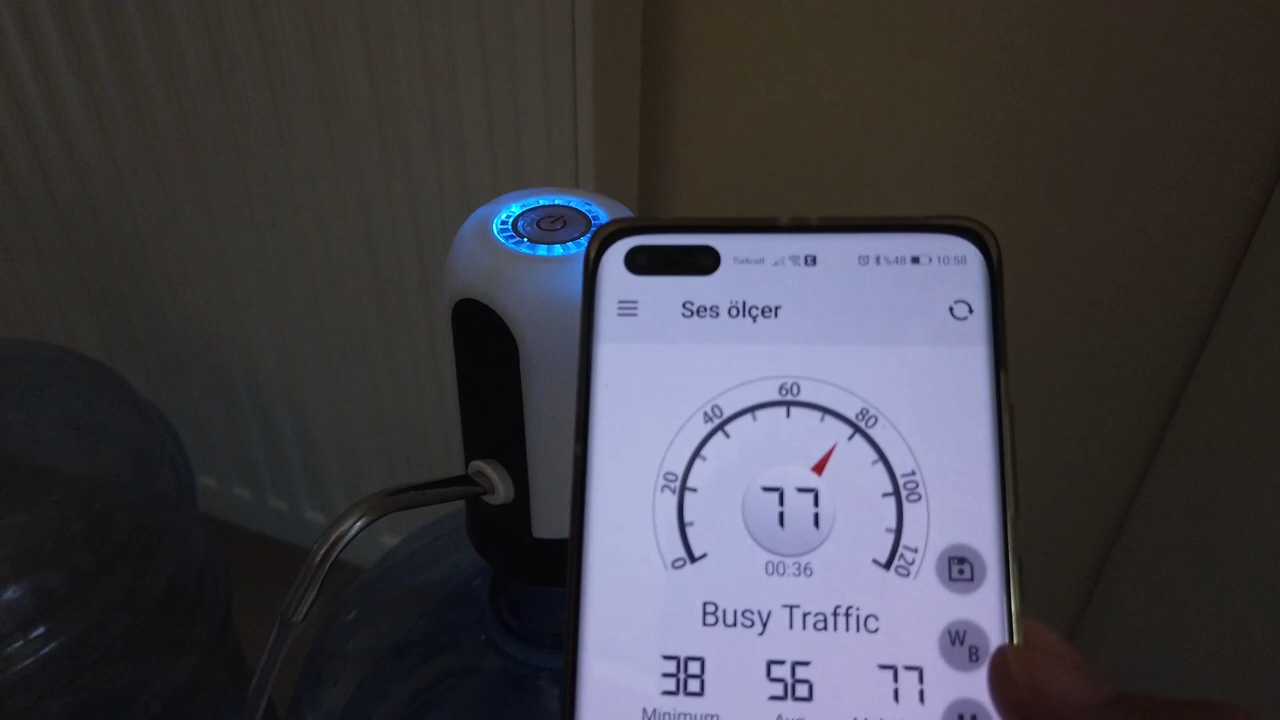 Turkcell %48 10:58
Ses ölçer
0 20 40 60 80 100 120
77
00:36
Busy Traffic
W B
38 56 77
Minimum Avg